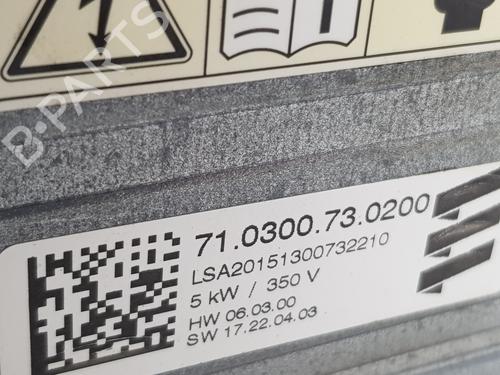 B-PARTS
71.0300.73.0200
LSA20151300732210
5 kW / 350 V
HW 06.03.00
SW 17.22.04.03